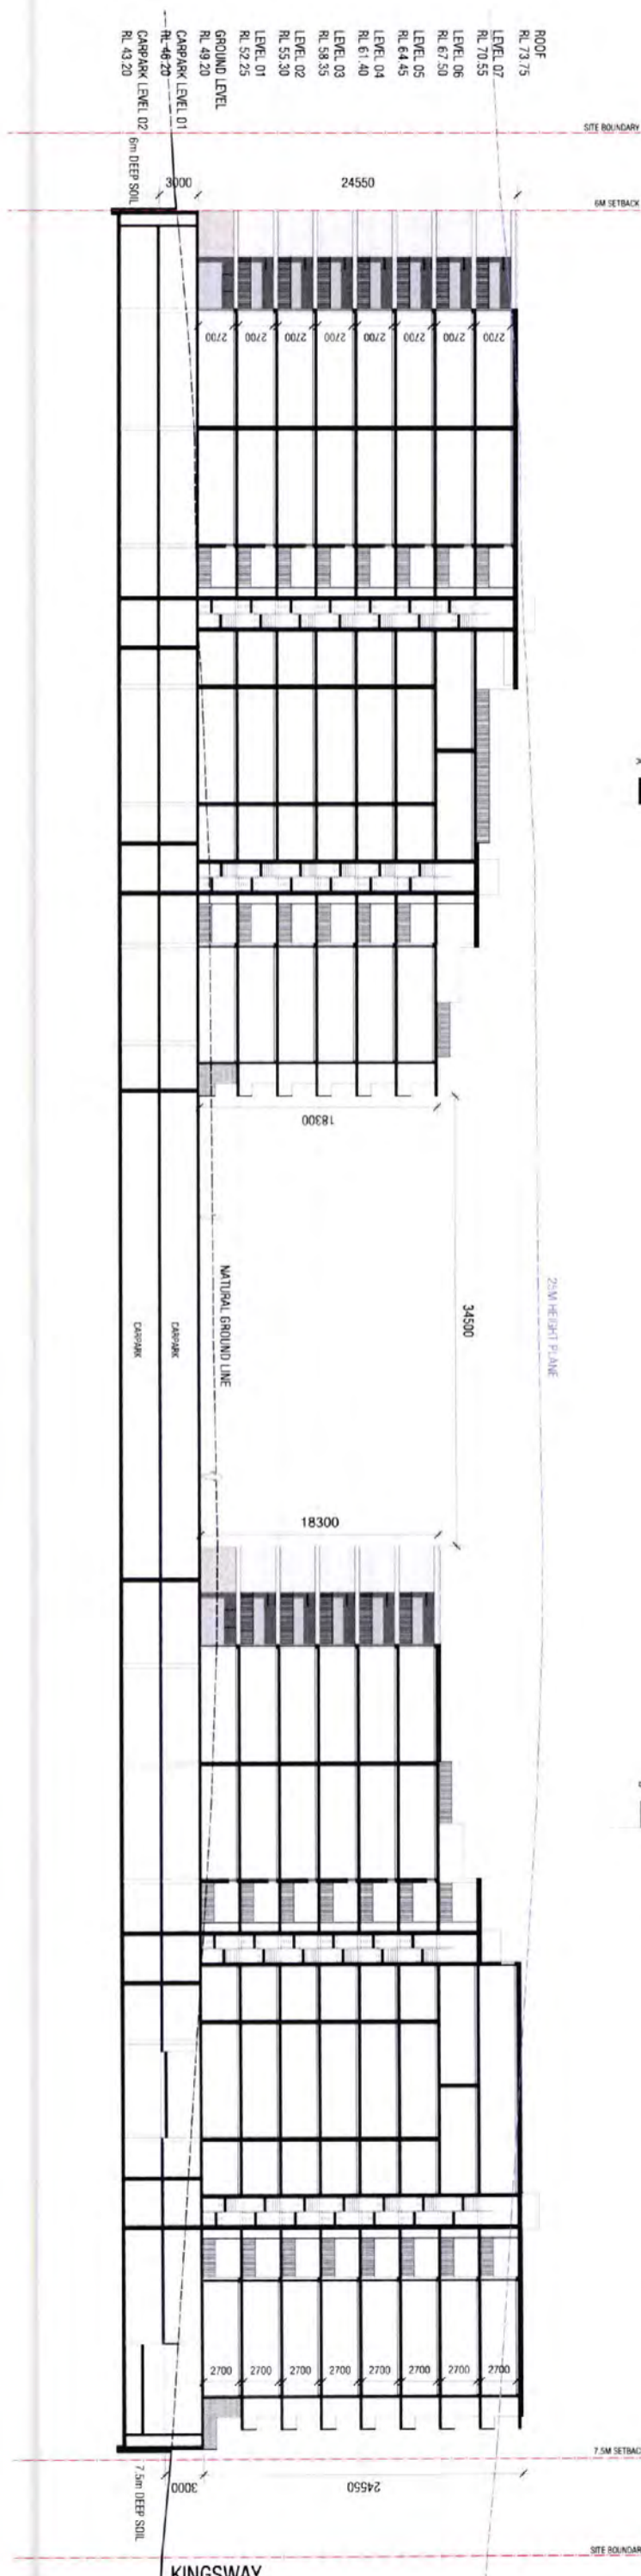 ROOF
RL 73.75
LEVEL 07
RL 70.55
LEVEL 06
RL 67.50
LEVEL 05
RL 64.45
LEVEL 04
RL 61.40
LEVEL 03
RL 58.35
LEVEL 02
RL 55.30
LEVEL 01
RL 52.25
GROUND LEVEL
RL 49.20
CARPARK LEVEL 01
RL 46.20
CARPARK LEVEL 02
RL 43.20
SITE BOUNDARY
6m DEEP SOIL
3000
24550
6M SETBACK
2700
2700
2700
2700
2700
2700
2700
2700
18300
34500
25M HEIGHT PLANE
NATURAL GROUND LINE
CARPARK
CARPARK
18300
2700
2700
2700
2700
2700
2700
2700
2700
7.5M SETBAC
7.5m DEEP SOIL
3000
24550
SITE BOUNDAR
KINGSWAY